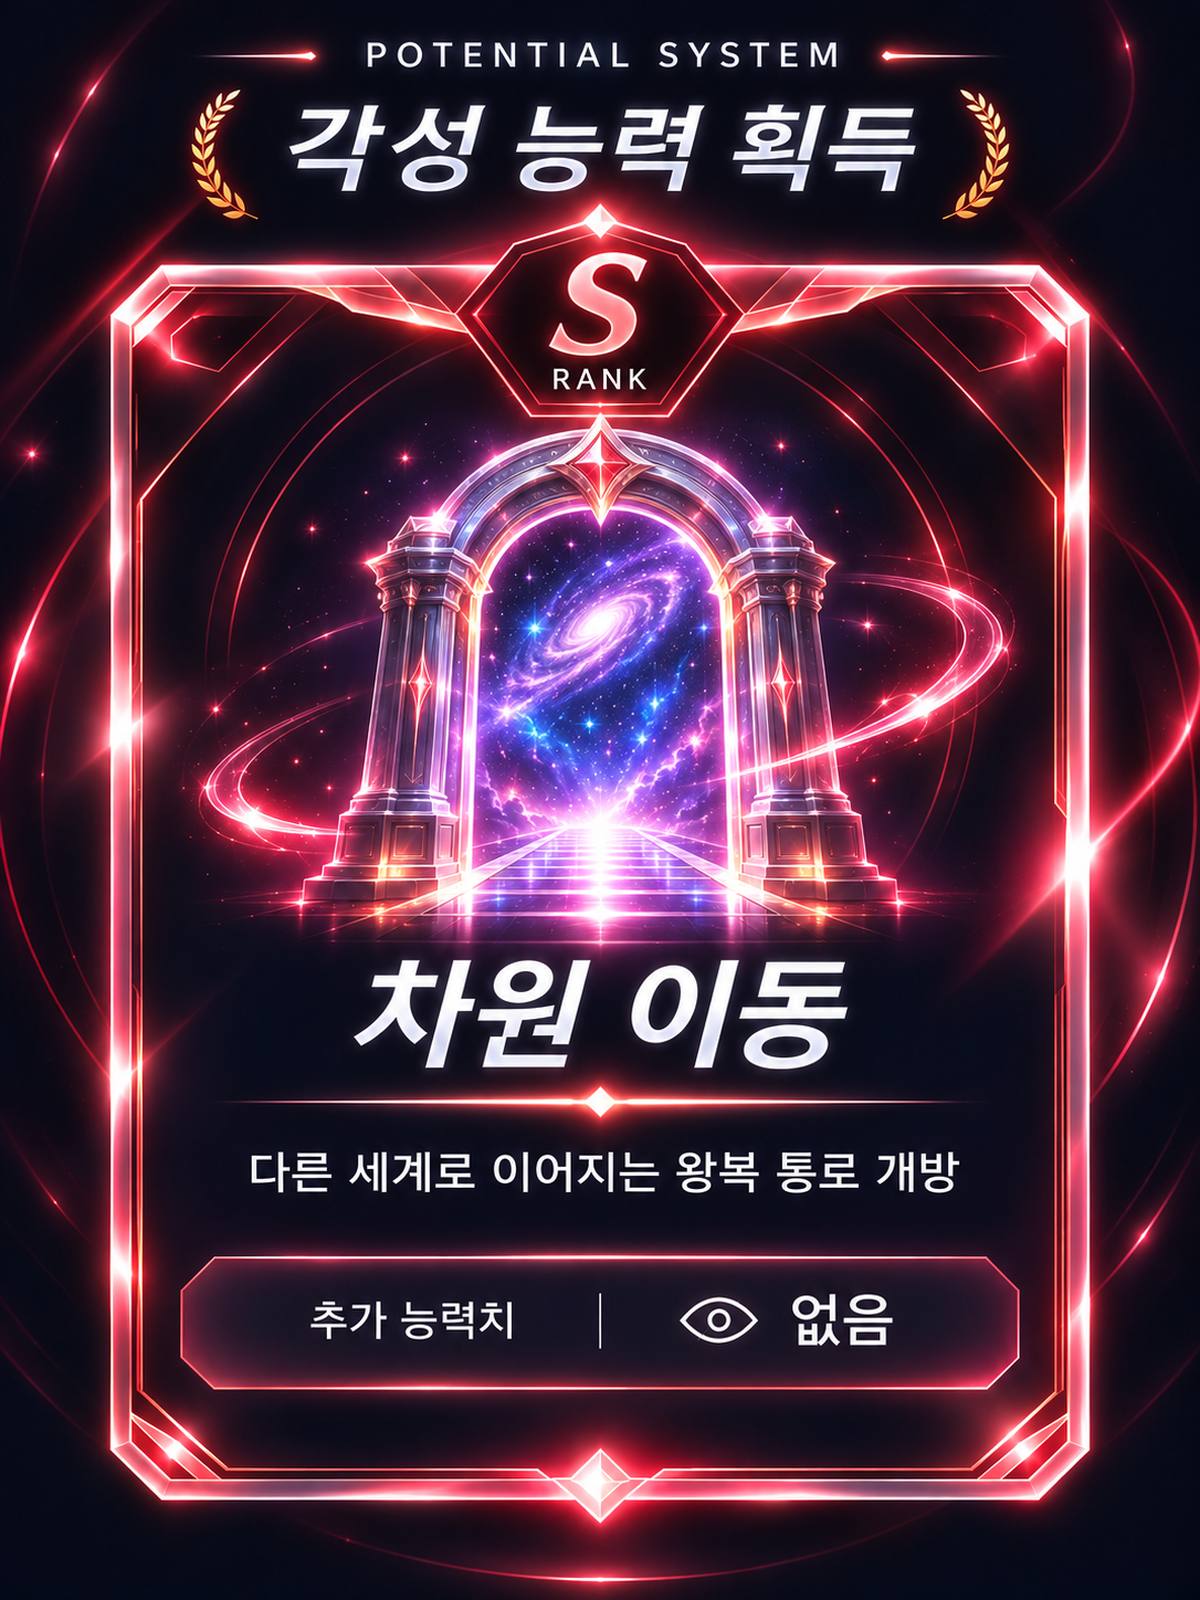 POTENTIAL SYSTEM
각성 능력 획득
S
RANK
차원 이동
다른 세계로 이어지는 왕복 통로 개방
추가 능력치
없음